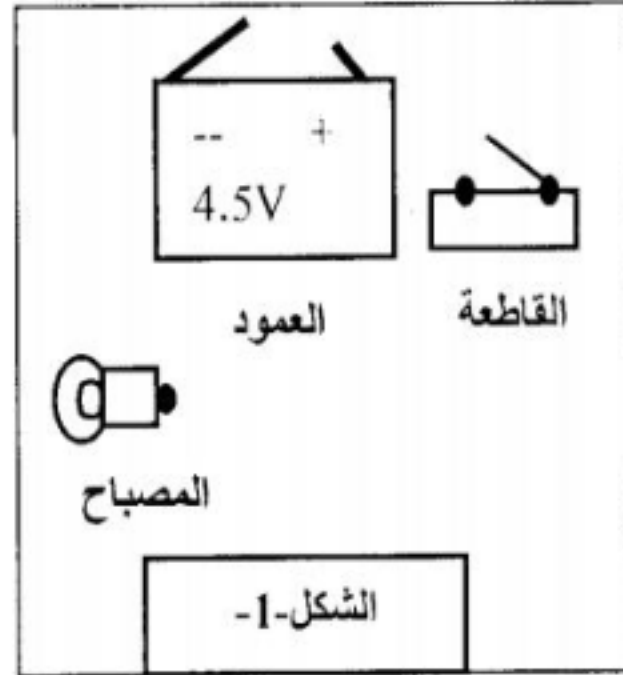 -- +
4.5V
العمود
القاطعة
المصباح
الشكل-1-